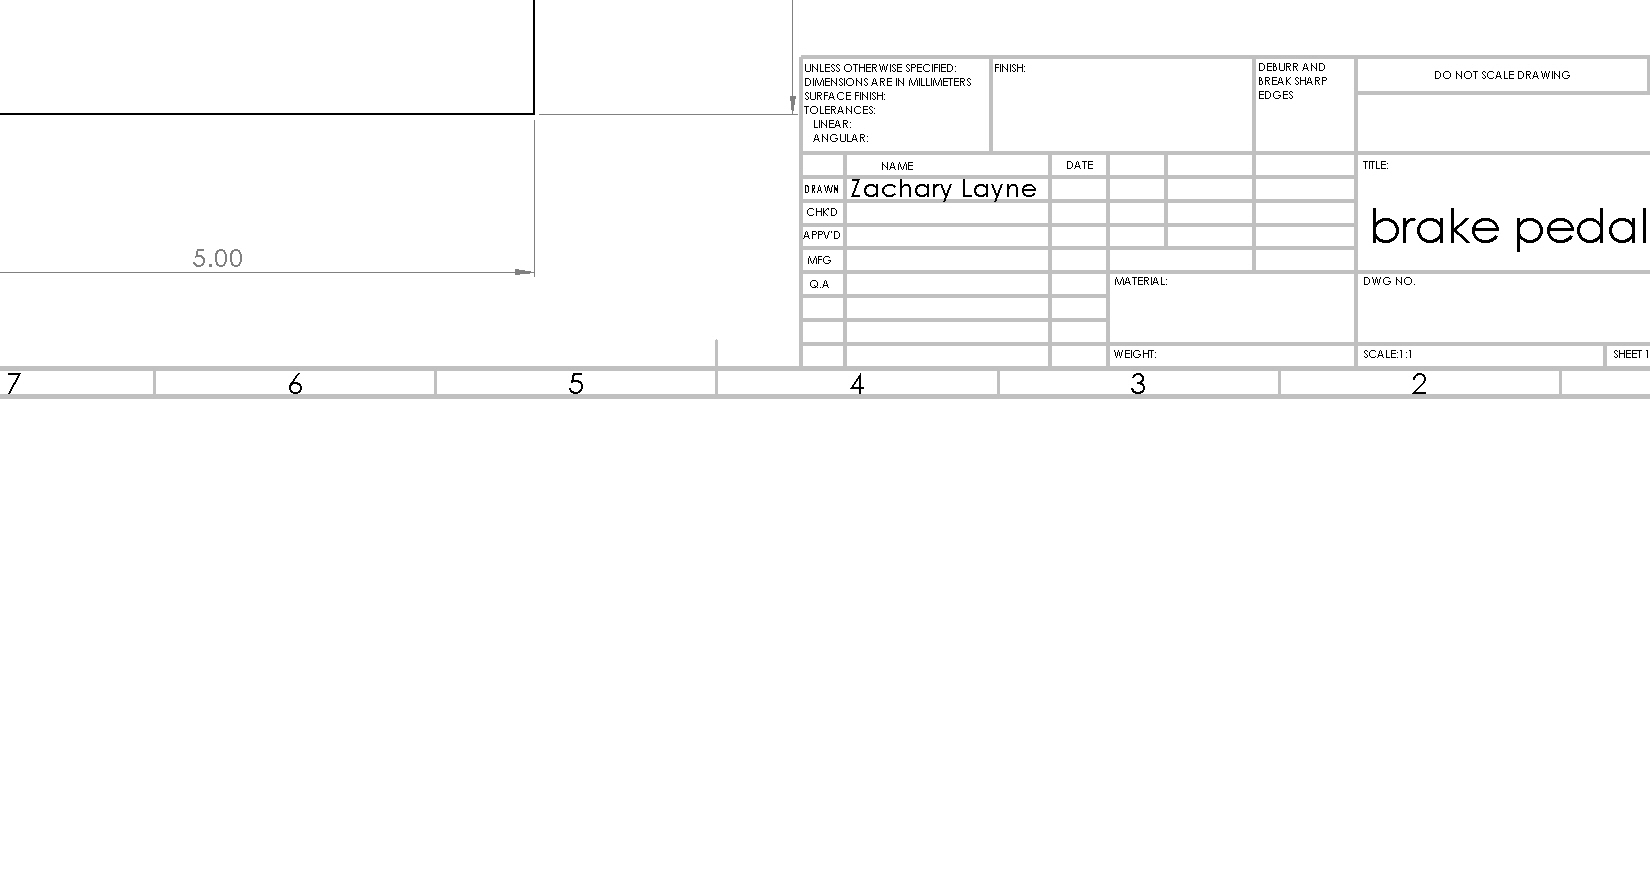 UNLESS OTHERWISE SPECIFIED:
DIMENSIONS ARE IN MILLIMETERS
SURFACE FINISH:
TOLERANCES:
LINEAR:
ANGULAR:
FINISH:
DEBURR AND
BREAK SHARP
EDGES
DO NOT SCALE DRAWING
NAME
DATE
TITLE:
DRAWN
Zachary Layne
CHK'D
APPV'D
MFG
Q.A
brake pedal
5.00
MATERIAL:
DWG NO.
WEIGHT:
SCALE:1:1
SHEET 1
7 6 5 4 3 2